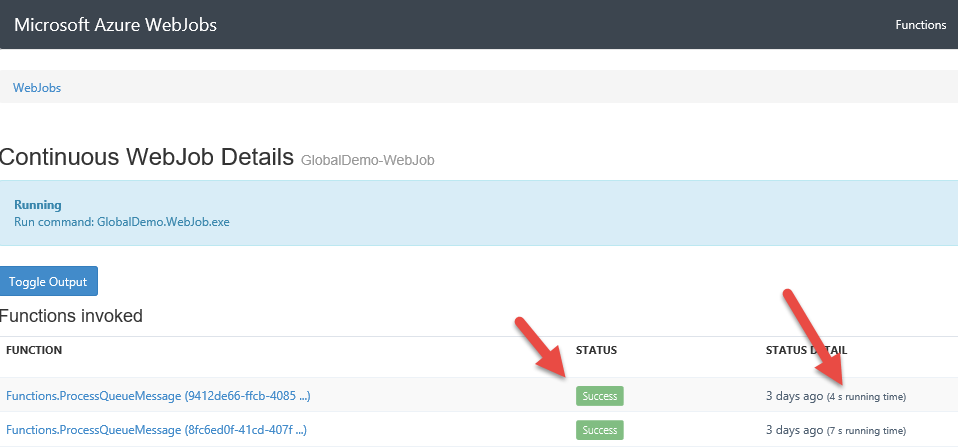 Microsoft Azure WebJobs Functions
WebJobs
Continuous WebJob Details GlobalDemo-WebJob
Running
Run command: GlobalDemo.WebJob.exe
Toggle Output
Functions invoked
FUNCTION STATUS STATUS DETAIL
Functions.ProcessQueueMessage (9412de66-ffcb-4085 ...) Success 3 days ago (4 s running time)
Functions.ProcessQueueMessage (8fc6ed0f-41cd-407f ...) Success 3 days ago (7 s running time)